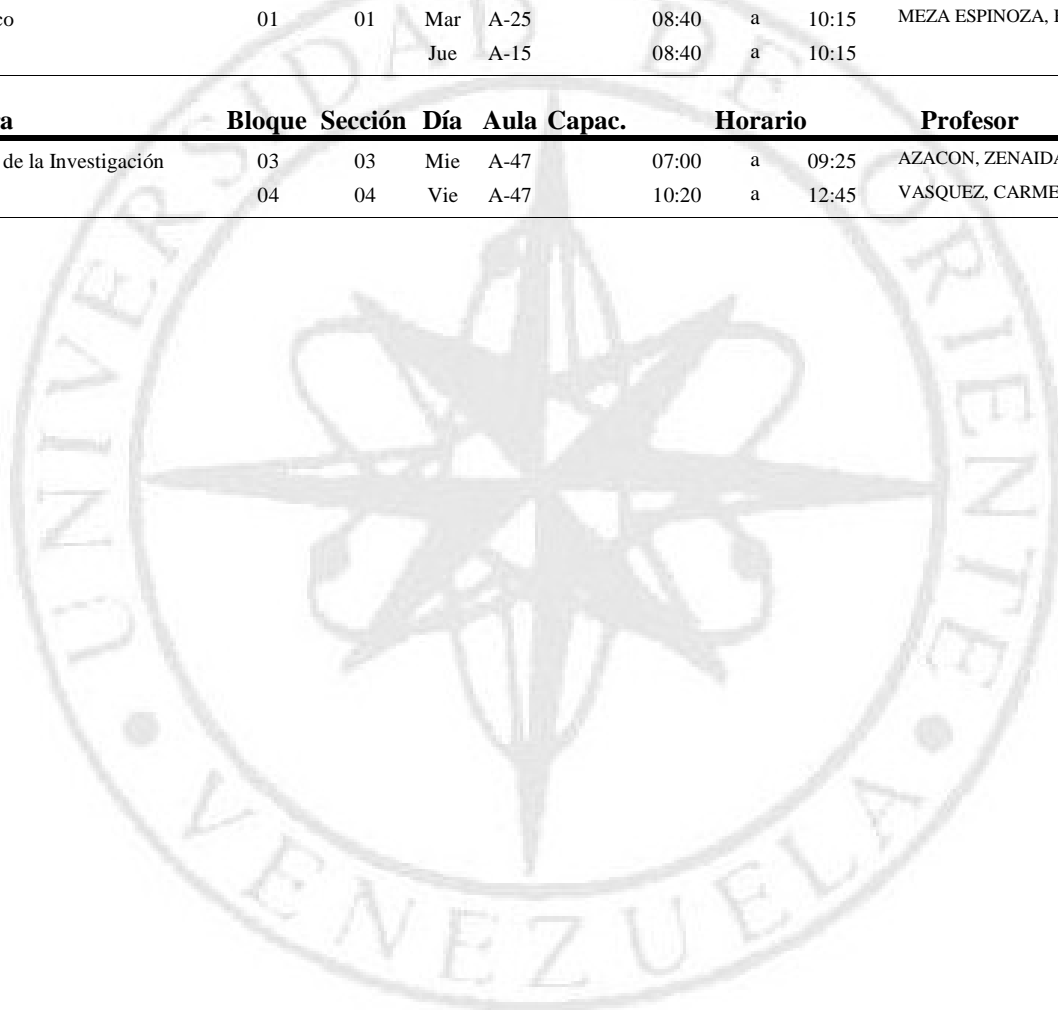 co 01 01 Mar A-25 08:40 a 10:15 MEZA ESPINOZA,
Jue A-15 08:40 a 10:15
a Bloque Sección Día Aula Capac. Horario Profesor
de la Investigación 03 03 Mie A-47 07:00 a 09:25 AZACON, ZENAIDA
04 04 Vie A-47 10:20 a 12:45 VASQUEZ, CARME
UNIVERSIDAD DE ORIENTE
VENEZUELA